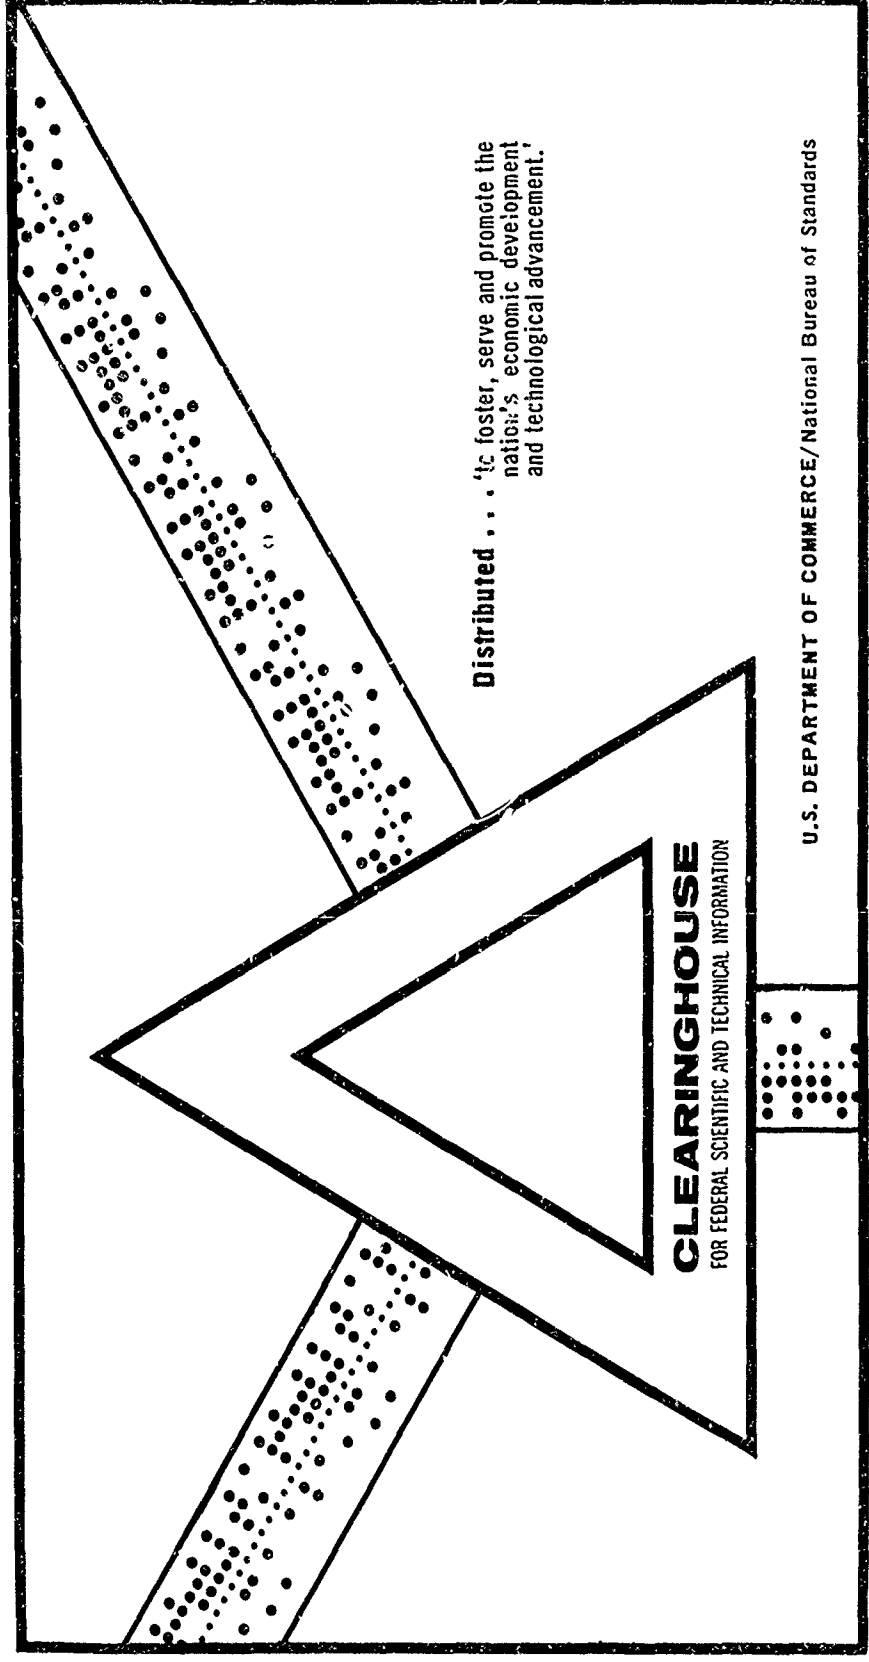 Distributed . . . 'to foster, serve and promote the
nation's economic development
and technological advancement.'
CLEARINGHOUSE
FOR FEDERAL SCIENTIFIC AND TECHNICAL INFORMATION
U.S. DEPARTMENT OF COMMERCE/National Bureau of Standards